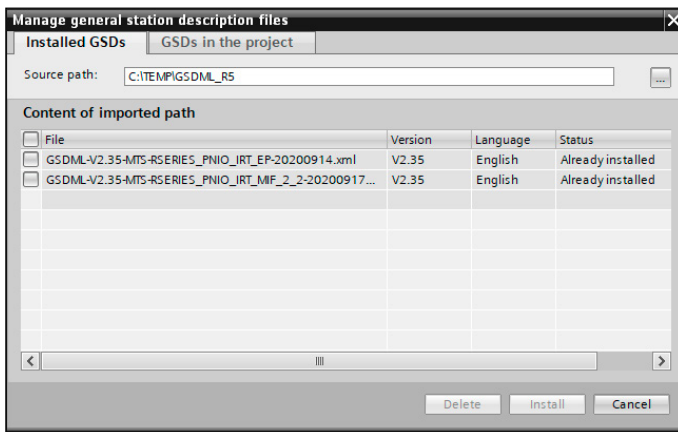 Manage general station description files X
Installed GSDs GSDs in the project
Source path: C:\TEMP\GSDML_R5 ...
Content of imported path
File Version Language Status
GSDML-V2.35-MTS-RSERIES_PNIO_IRT_EP-20200914.xml V2.35 English Already installed
GSDML-V2.35-MTS-RSERIES_PNIO_IRT_MIF_2_2-20200917... V2.35 English Already installed
Delete Install Cancel